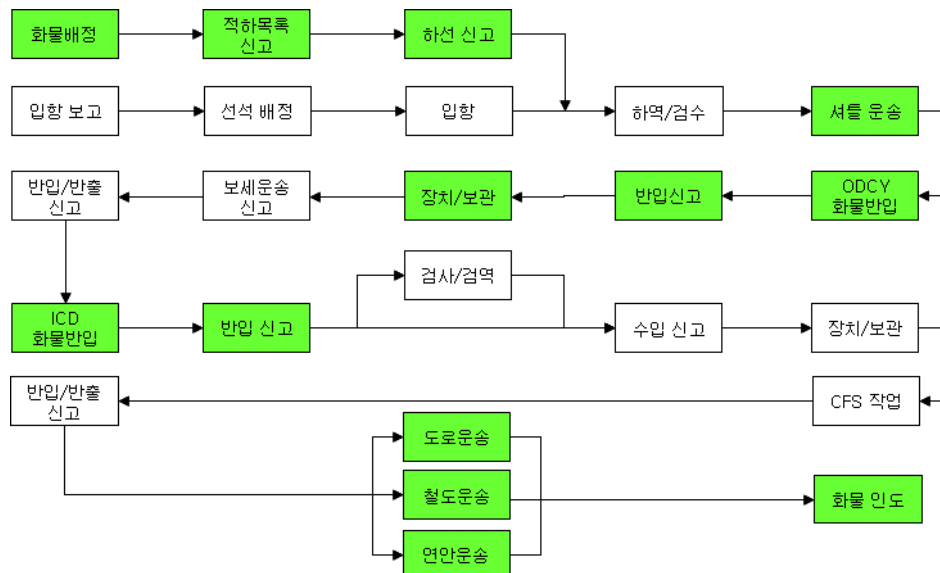 화물배정
적하목록
신고
하선 신고
입항 보고
선석 배정
입항
하역/검수
셔틀 운송
반입/반출
신고
보세운송
신고
장치/보관
반입신고
ODCY
화물반입
검사/검역
ICD
화물반입
반입 신고
수입 신고
장치/보관
반입/반출
신고
CFS 작업
도로운송
철도운송
화물 인도
연안운송